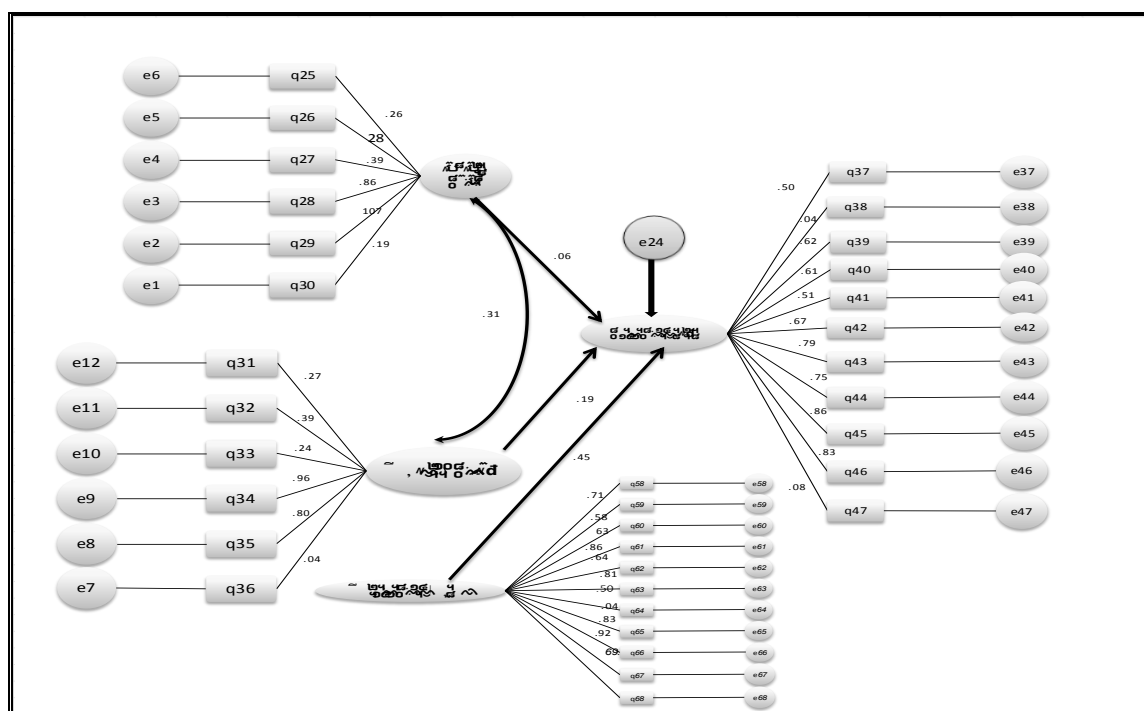 e6 q25 .26
e5 q26 .28
e4 q27 .39
e3 q28 .86
e2 q29 107
e1 q30 .19
.06
e24
.31
e12 q31 .27
e11 q32 .39
e10 q33 .24
e9 q34 .96
e8 q35 .80
e7 q36 .04
.19
.45
.50 q37 e37
.04 q38 e38
.62 q39 e39
.61 q40 e40
.51 q41 e41
.67 q42 e42
.79 q43 e43
.75 q44 e44
.86 q45 e45
.83 q46 e46
.08 q47 e47
.71 q58 e58
.58 q59 e59
63 q60 e60
.86 q61 e61
.64 q62 e62
.81 q63 e63
.50 q64 e64
.04 q65 e65
.83 q66 e66
.92 q67 e67
69 q68 e68